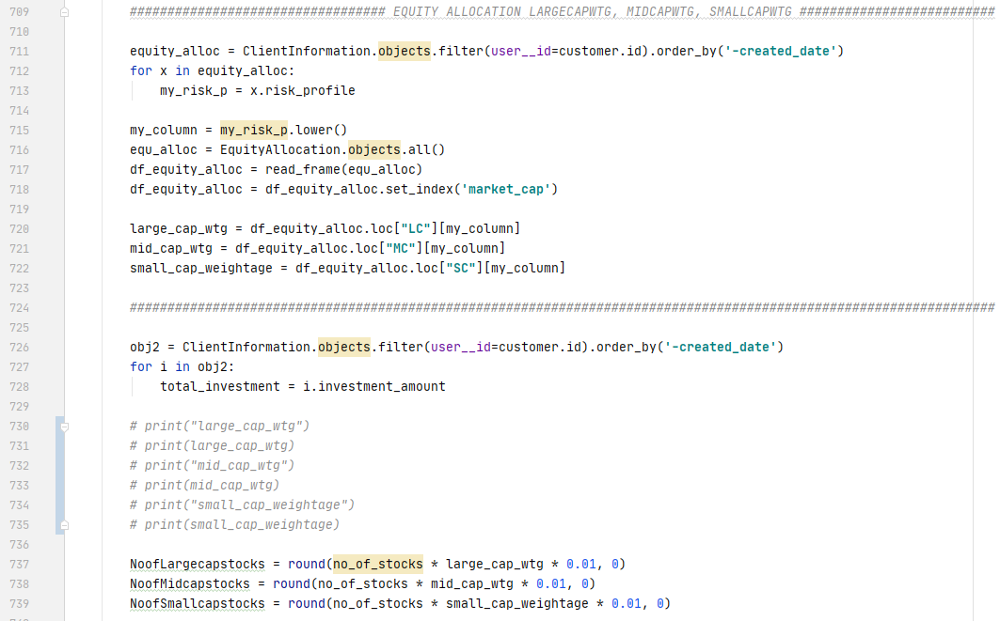 709 ################################## EQUITY ALLOCATION LARGECAPWTG, MIDCAPWTG, SMALLCAPWTG ##########################
710
711 equity_alloc = ClientInformation.objects.filter(user__id=customer.id).order_by('-created_date')
712 for x in equity_alloc:
713 my_risk_p = x.risk_profile
714
715 my_column = my_risk_p.lower()
716 equ_alloc = EquityAllocation.objects.all()
717 df_equity_alloc = read_frame(equ_alloc)
718 df_equity_alloc = df_equity_alloc.set_index('market_cap')
719
720 large_cap_wtg = df_equity_alloc.loc["LC"][my_column]
721 mid_cap_wtg = df_equity_alloc.loc["MC"][my_column]
722 small_cap_weightage = df_equity_alloc.loc["SC"][my_column]
723
724 ###################################################################################################################
725
726 obj2 = ClientInformation.objects.filter(user__id=customer.id).order_by('-created_date')
727 for i in obj2:
728 total_investment = i.investment_amount
729
730 # print("large_cap_wtg")
731 # print(large_cap_wtg)
732 # print("mid_cap_wtg")
733 # print(mid_cap_wtg)
734 # print("small_cap_weightage")
735 # print(small_cap_weightage)
736
737 NoofLargecapstocks = round(no_of_stocks * large_cap_wtg * 0.01, 0)
738 NoofMidcapstocks = round(no_of_stocks * mid_cap_wtg * 0.01, 0)
739 NoofSmallcapstocks = round(no_of_stocks * small_cap_weightage * 0.01, 0)